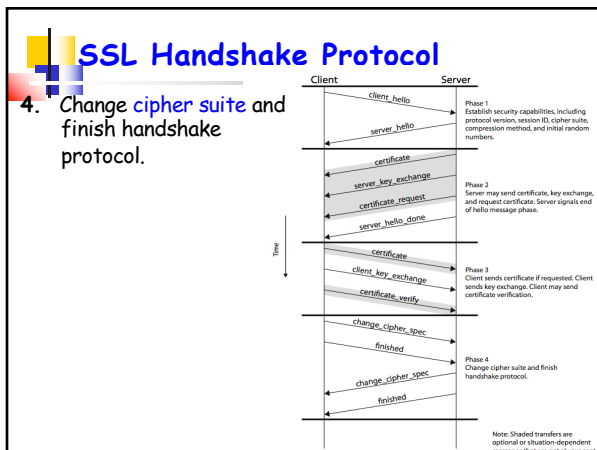 SSL Handshake Protocol
4. Change cipher suite and
finish handshake
protocol.
Client
Server
client_hello
server_hello
Phase 1
Establish security capabilities, including
protocol version, session ID, cipher suite,
compression method, and initial random
numbers.
certificate
server_key_exchange
certificate_request
server_hello_done
Phase 2
Server may send certificate, key exchange,
and request certificate. Server signals end
of hello message phase.
Time
certificate
client_key_exchange
certificate_verify
Phase 3
Client sends certificate if requested. Client
sends key exchange. Client may send
certificate verification.
change_cipher_spec
finished
change_cipher_spec
finished
Phase 4
Change cipher suite and finish
handshake protocol.
Note: Shaded transfers are
optional or situation-dependent